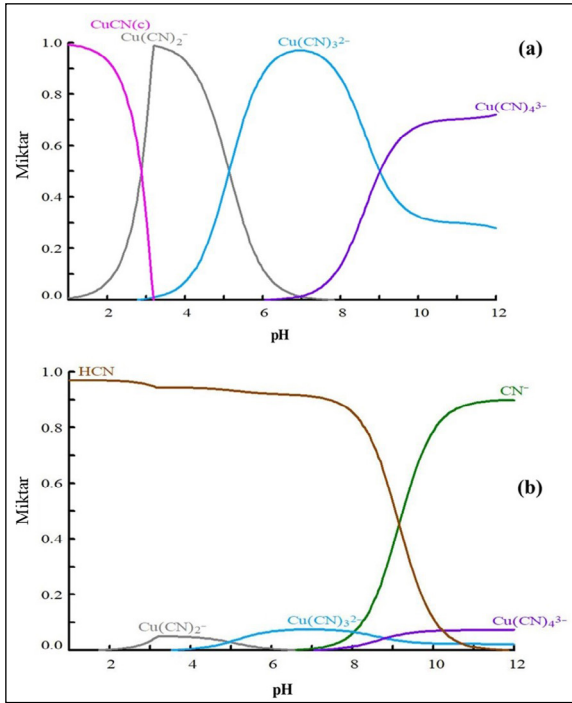 CuCN(c)
Cu(CN)₂⁻
Cu(CN)₃²⁻
(a)
Cu(CN)₄³⁻
Miktar
1.0
0.8
0.6
0.4
0.2
0.0
2 4 6 8 10 12
pH
HCN
CN⁻
(b)
Miktar
1.0
0.8
0.6
0.4
0.2
0.0
Cu(CN)₂⁻
Cu(CN)₃²⁻
Cu(CN)₄³⁻
2 4 6 8 10 12
pH